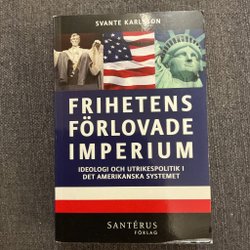 SVANTE KARLSSON
FRIHETENS
FÖRLOVADE
IMPERIUM
IDEOLOGI OCH UTRIKESPOLITIK I
DET AMERIKANSKA SYSTEMET
SANTÉRUS
FÖRLAG